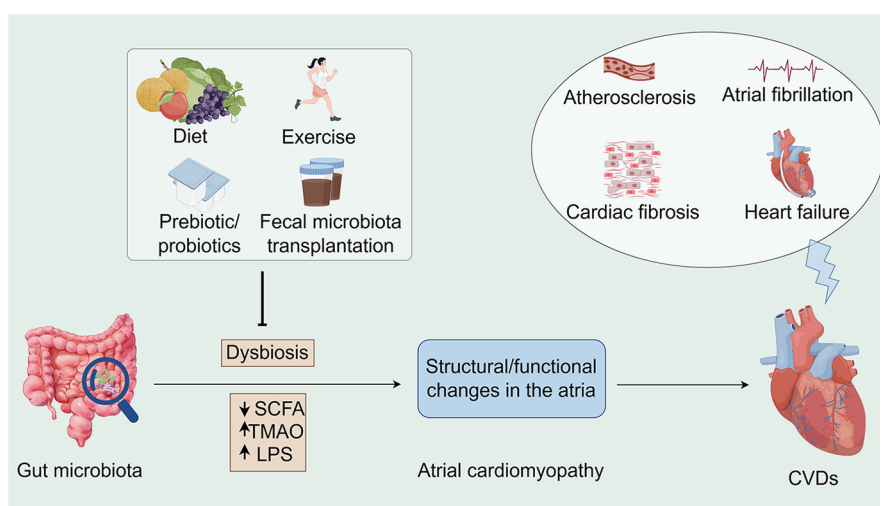 Diet
Exercise
Prebiotic/
probiotics
Fecal microbiota
transplantation
Atherosclerosis
Atrial fibrillation
Cardiac fibrosis
Heart failure
Dysbiosis
↓ SCFA
↑ TMAO
↑ LPS
Structural/functional
changes in the atria
Gut microbiota
Atrial cardiomyopathy
CVDs